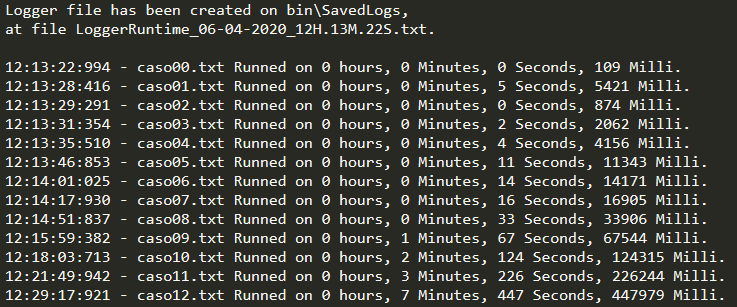 Logger file has been created on bin\SavedLogs,
at file LoggerRuntime_06-04-2020_12H.13M.22S.txt.
12:13:22:994 - caso00.txt Runned on 0 hours, 0 Minutes, 0 Seconds, 109 Milli.
12:13:28:416 - caso01.txt Runned on 0 hours, 0 Minutes, 5 Seconds, 5421 Milli.
12:13:29:291 - caso02.txt Runned on 0 hours, 0 Minutes, 0 Seconds, 874 Milli.
12:13:31:354 - caso03.txt Runned on 0 hours, 0 Minutes, 2 Seconds, 2062 Milli.
12:13:35:510 - caso04.txt Runned on 0 hours, 0 Minutes, 4 Seconds, 4156 Milli.
12:13:46:853 - caso05.txt Runned on 0 hours, 0 Minutes, 11 Seconds, 11343 Milli.
12:14:01:025 - caso06.txt Runned on 0 hours, 0 Minutes, 14 Seconds, 14171 Milli.
12:14:17:930 - caso07.txt Runned on 0 hours, 0 Minutes, 16 Seconds, 16905 Milli.
12:14:51:837 - caso08.txt Runned on 0 hours, 0 Minutes, 33 Seconds, 33906 Milli.
12:15:59:382 - caso09.txt Runned on 0 hours, 1 Minutes, 67 Seconds, 67544 Milli.
12:18:03:713 - caso10.txt Runned on 0 hours, 2 Minutes, 124 Seconds, 124315 Milli.
12:21:49:942 - caso11.txt Runned on 0 hours, 3 Minutes, 226 Seconds, 226244 Milli.
12:29:17:921 - caso12.txt Runned on 0 hours, 7 Minutes, 447 Seconds, 447979 Milli.